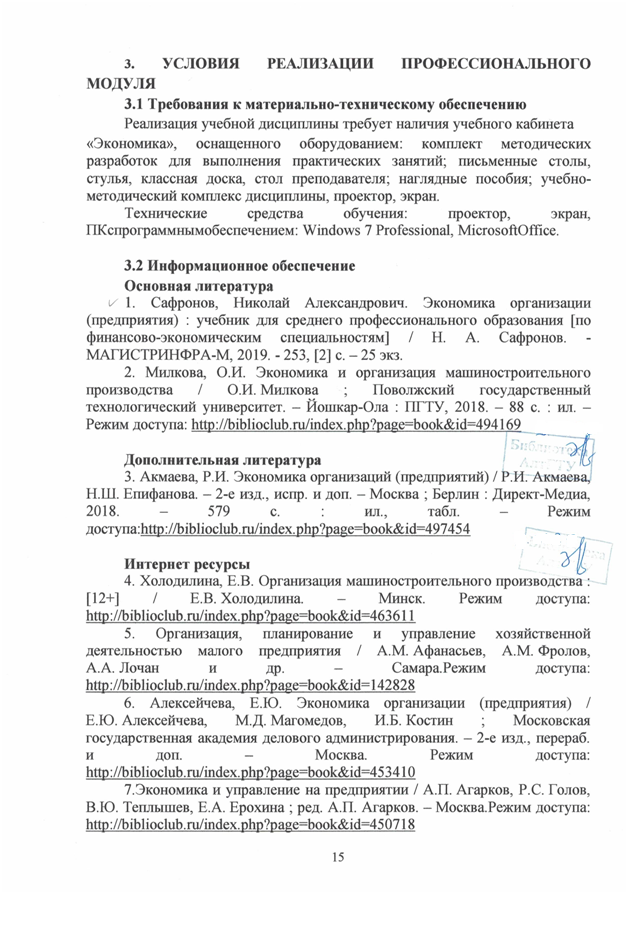 3. УСЛОВИЯ РЕАЛИЗАЦИИ ПРОФЕССИОНАЛЬНОГО
МОДУЛЯ
3.1 Требования к материально-техническому обеспечению
Реализация учебной дисциплины требует наличия учебного кабинета
«Экономика», оснащенного оборудованием: комплект методических
разработок для выполнения практических занятий; письменные столы,
стулья, классная доска, стол преподавателя; наглядные пособия; учебно-
методический комплекс дисциплины, проектор, экран.
Технические средства обучения: проектор, экран,
ПКспрограммнымобеспечением: Windows 7 Professional, MicrosoftOffice.
3.2 Информационное обеспечение
Основная литература
1. Сафронов, Николай Александрович. Экономика организации
(предприятия) : учебник для среднего профессионального образования [по
финансово-экономическим специальностям] / Н. А. Сафронов. -
МАГИСТРИНФРА-М, 2019. - 253, [2] с. – 25 экз.
2. Милкова, О.И. Экономика и организация машиностроительного
производства / О.И. Милкова ; Поволжский государственный
технологический университет. – Йошкар-Ола : ПГТУ, 2018. – 88 с. : ил. –
Режим доступа: http://biblioclub.ru/index.php?page=book&id=494169
Дополнительная литература
3. Акмаева, Р.И. Экономика организаций (предприятий) / Р.И. Акмаева,
Н.Ш. Епифанова. – 2-е изд., испр. и доп. – Москва ; Берлин : Директ-Медиа,
2018. – 579 с. : ил., табл. – Режим
доступа:http://biblioclub.ru/index.php?page=book&id=497454
Интернет ресурсы
4. Холодилина, Е.В. Организация машиностроительного производства :
[12+] / Е.В. Холодилина. – Минск. Режим доступа:
http://biblioclub.ru/index.php?page=book&id=463611
5. Организация, планирование и управление хозяйственной
деятельностью малого предприятия / А.М. Афанасьев, А.М. Фролов,
А.А. Лочан и др. – Самара.Режим доступа:
http://biblioclub.ru/index.php?page=book&id=142828
6. Алексейчева, Е.Ю. Экономика организации (предприятия) /
Е.Ю. Алексейчева, М.Д. Магомедов, И.Б. Костин ; Московская
государственная академия делового администрирования. – 2-е изд., перераб.
и доп. – Москва. Режим доступа:
http://biblioclub.ru/index.php?page=book&id=453410
7.Экономика и управление на предприятии / А.П. Агарков, Р.С. Голов,
В.Ю. Теплышев, Е.А. Ерохина ; ред. А.П. Агарков. – Москва.Режим доступа:
http://biblioclub.ru/index.php?page=book&id=450718
15